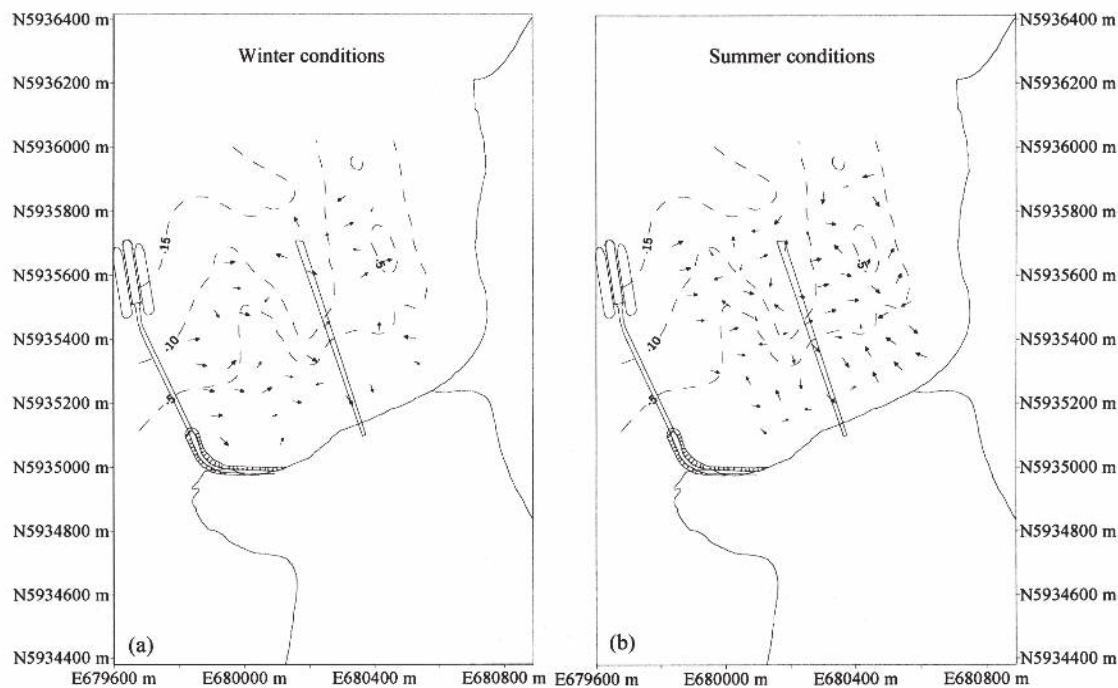 N5936400 m
N5936200 m
N5936000 m
N5935800 m
N5935600 m
N5935400 m
N5935200 m
N5935000 m
N5934800 m
N5934600 m
N5934400 m
Winter conditions
-15
-10
-5
-5
(a)
E679600 m E680000 m E680400 m E680800 m
Summer conditions
-15
-10
-5
-5
(b)
E679600 m E680000 m E680400 m E680800 m
N5936400 m
N5936200 m
N5936000 m
N5935800 m
N5935600 m
N5935400 m
N5935200 m
N5935000 m
N5934800 m
N5934600 m
N5934400 m